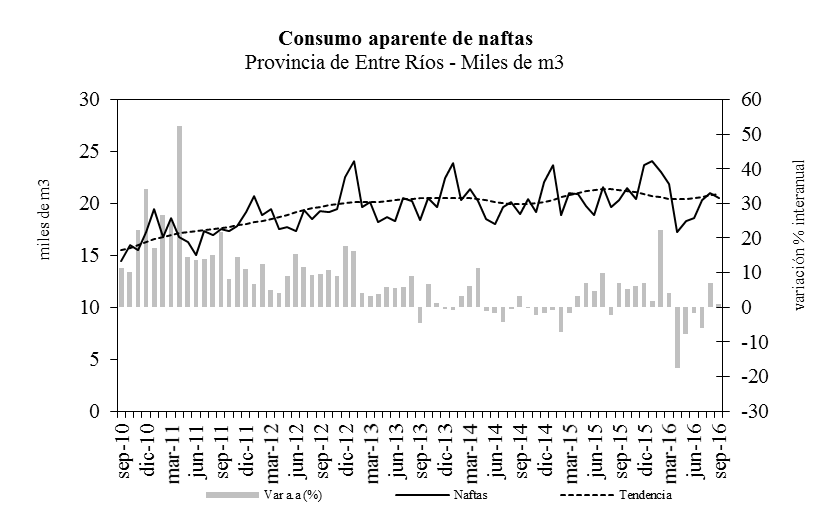 Consumo aparente de naftas
Provincia de Entre Ríos - Miles de m3
30
25
20
15
10
5
0
miles de m3
60
50
40
30
20
10
0
-10
-20
-30
variación % interanual
sep-10
dic-10
mar-11
jun-11
sep-11
dic-11
mar-12
jun-12
sep-12
dic-12
mar-13
jun-13
sep-13
dic-13
mar-14
jun-14
sep-14
dic-14
mar-15
jun-15
sep-15
dic-15
mar-16
jun-16
sep-16
Var a.a (%)
Naftas
Tendencia